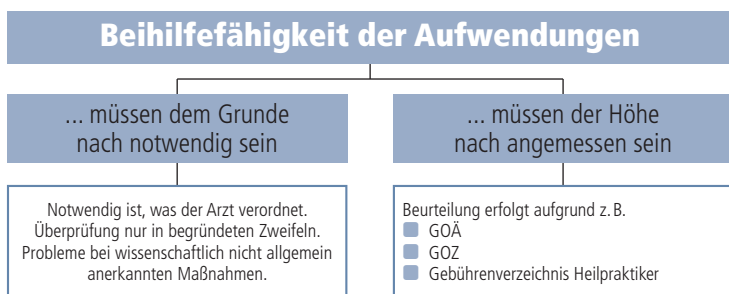 Beihilfefähigkeit der Aufwendungen
... müssen dem Grunde
nach notwendig sein
Notwendig ist, was der Arzt verordnet.
Überprüfung nur in begründeten Zweifeln.
Probleme bei wissenschaftlich nicht allgemein
anerkannten Maßnahmen.
... müssen der Höhe
nach angemessen sein
Beurteilung erfolgt aufgrund z. B.
GOÄ
GOZ
Gebührenverzeichnis Heilpraktiker